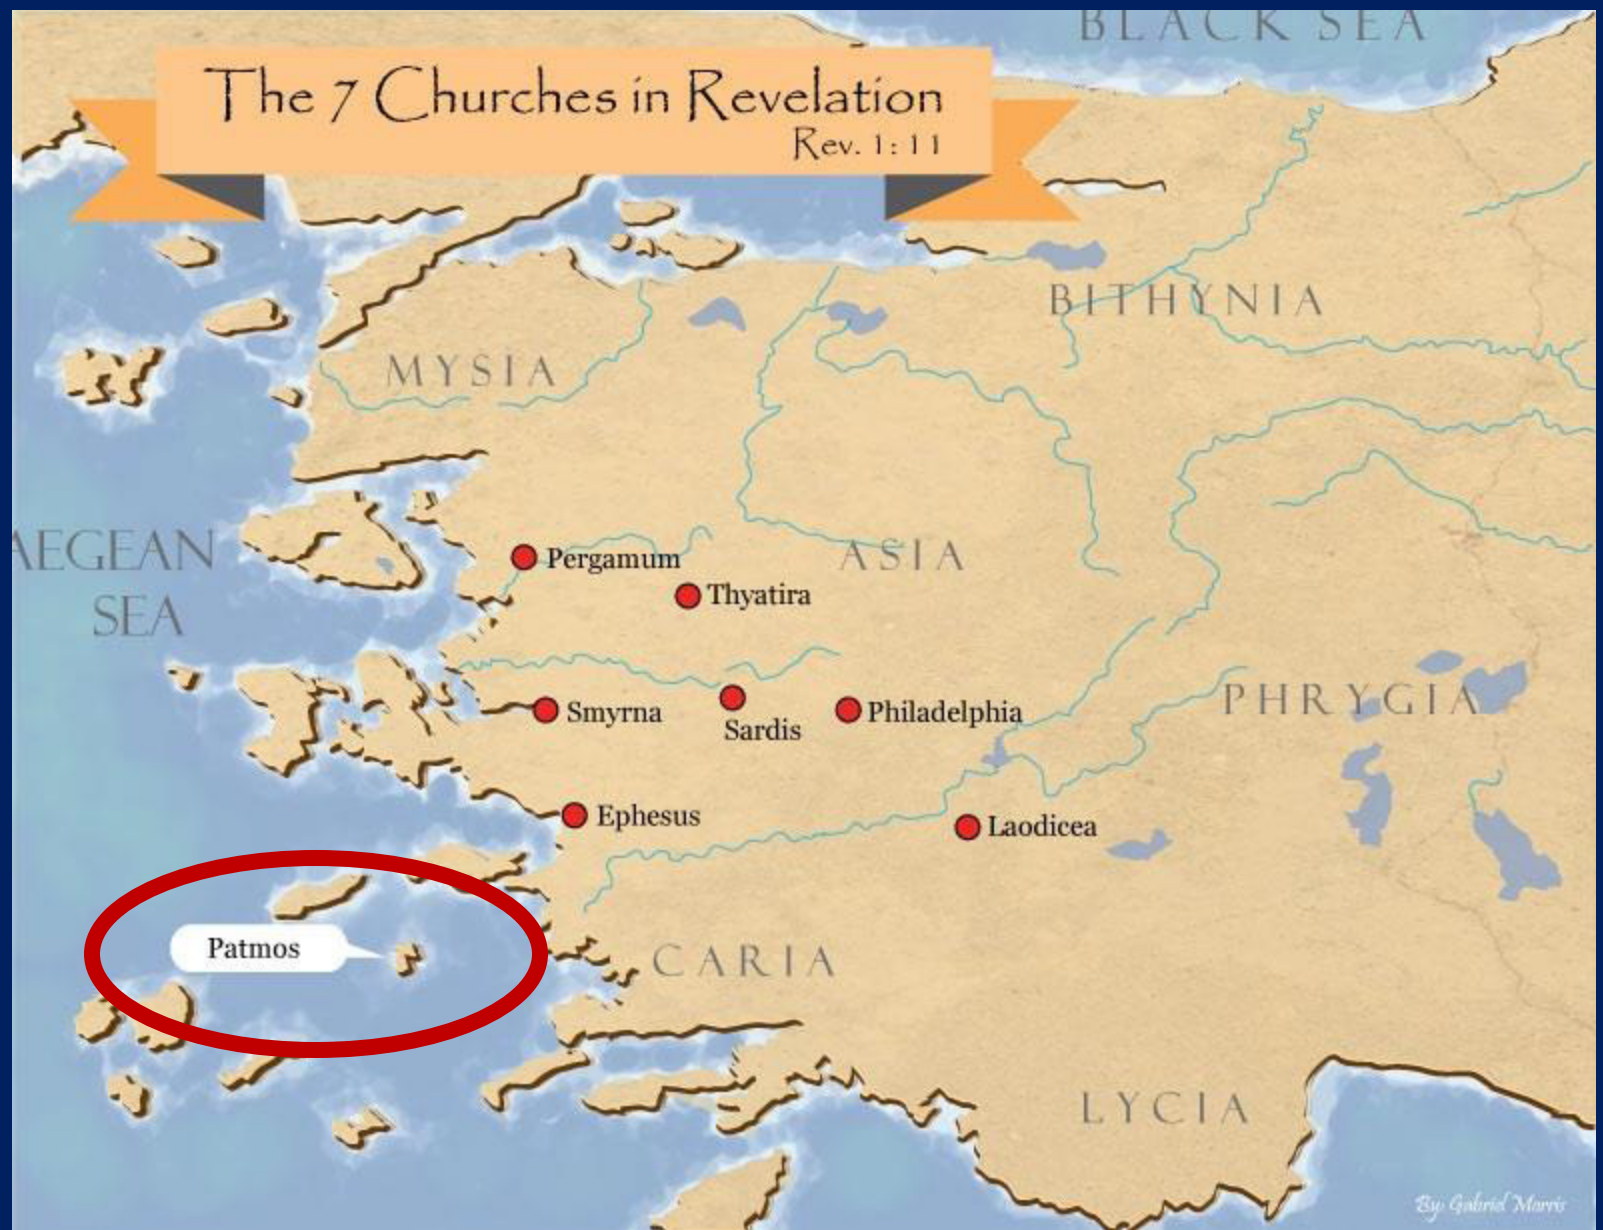 BLACK SEA
The 7 Churches in Revelation
Rev. 1:11
BITHYNIA
MYSIA
AEGEAN
SEA
Pergamum
ASIA
Thyatira
PHRYGIA
Smyrna
Sardis
Philadelphia
Ephesus
Laodicea
Patmos
CARIA
LYCIA
By: Gabriel Morris